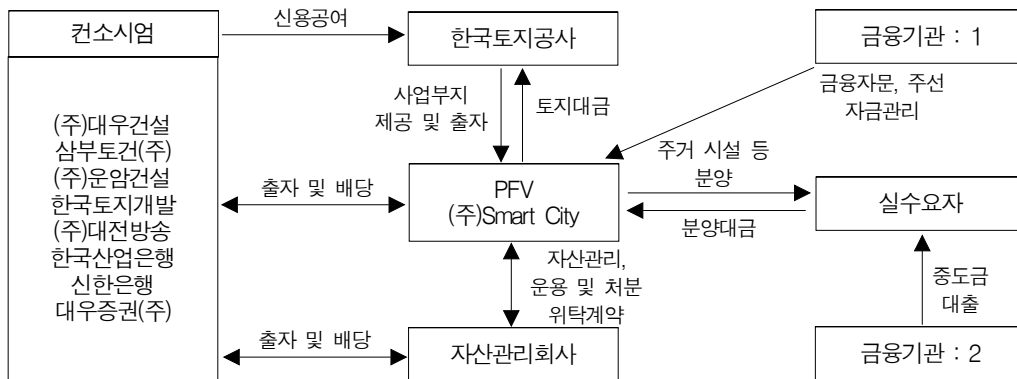 컨소시엄
신용공여
한국토지공사
금융기관 : 1
(주)대우건설
삼부토건(주)
(주)운암건설
한국토지개발
(주)대전방송
한국산업은행
신한은행
대우증권(주)
사업부지
제공 및 출자
토지대금
금융자문, 주선
자금관리
출자 및 배당
PFV
(주)Smart City
주거 시설 등
분양
분양대금
실수요자
자산관리,
운용 및 처분
위탁계약
중도금
대출
출자 및 배당
자산관리회사
금융기관 : 2